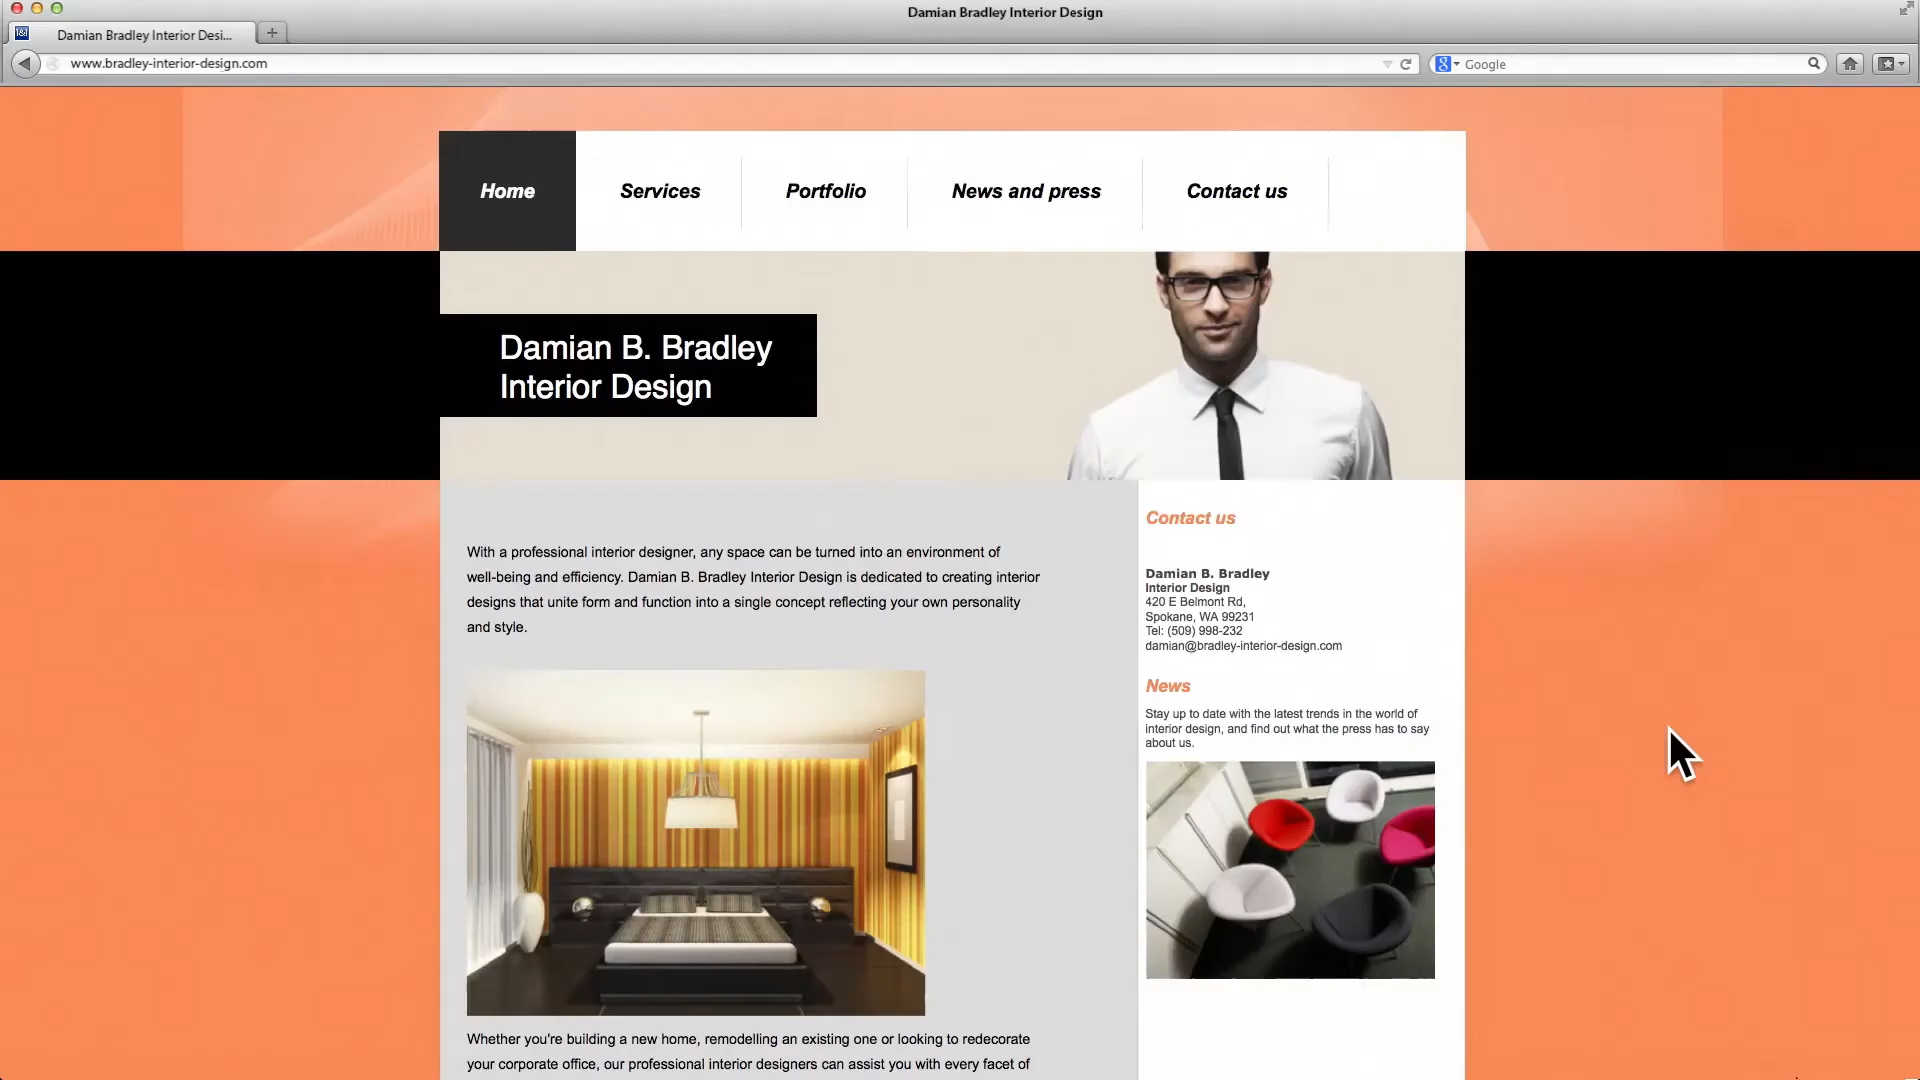 Damian Bradley Interior Design
1&1
Damian Bradley Interior Desi...
www.bradley-interior-design.com
8
Google
Home
Services
Portfolio
News and press
Contact us
Damian B. Bradley
Interior Design
With a professional interior designer, any space can be turned into an environment of
well-being and efficiency. Damian B. Bradley Interior Design is dedicated to creating interior
designs that unite form and function into a single concept reflecting your own personality
and style.
Whether you're building a new home, remodelling an existing one or looking to redecorate
your corporate office, our professional interior designers can assist you with every facet of
Contact us
Damian B. Bradley
Interior Design
420 E Belmont Rd,
Spokane, WA 99231
Tel: (509) 998-232
damian@bradley-interior-design.com
News
Stay up to date with the latest trends in the world of
interior design, and find out what the press has to say
about us.